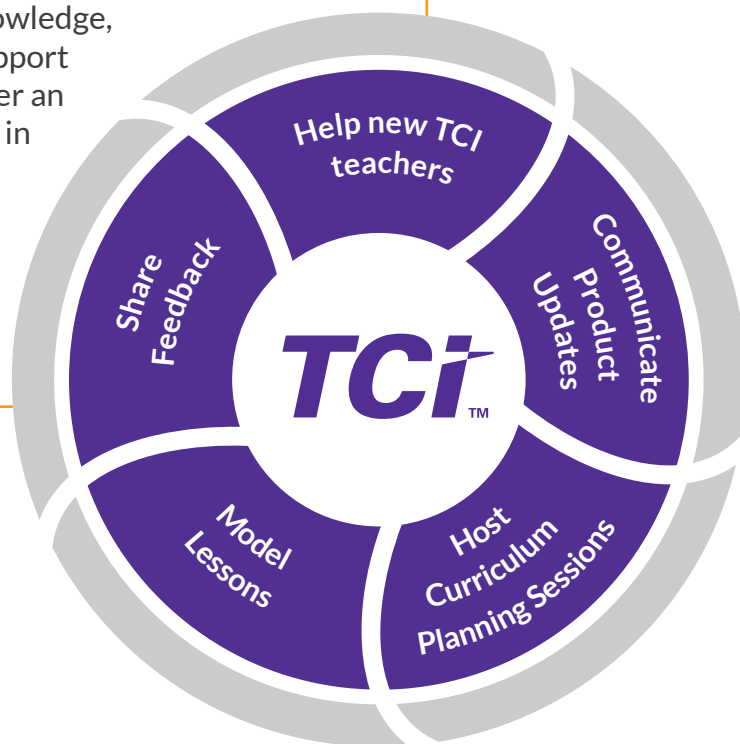 owledge,
pport
er an
in
Help new TCI
teachers
Communicate
Product
Updates
Host
Curriculum
Planning Sessions
Model
Lessons
Share
Feedback
TCi
TM